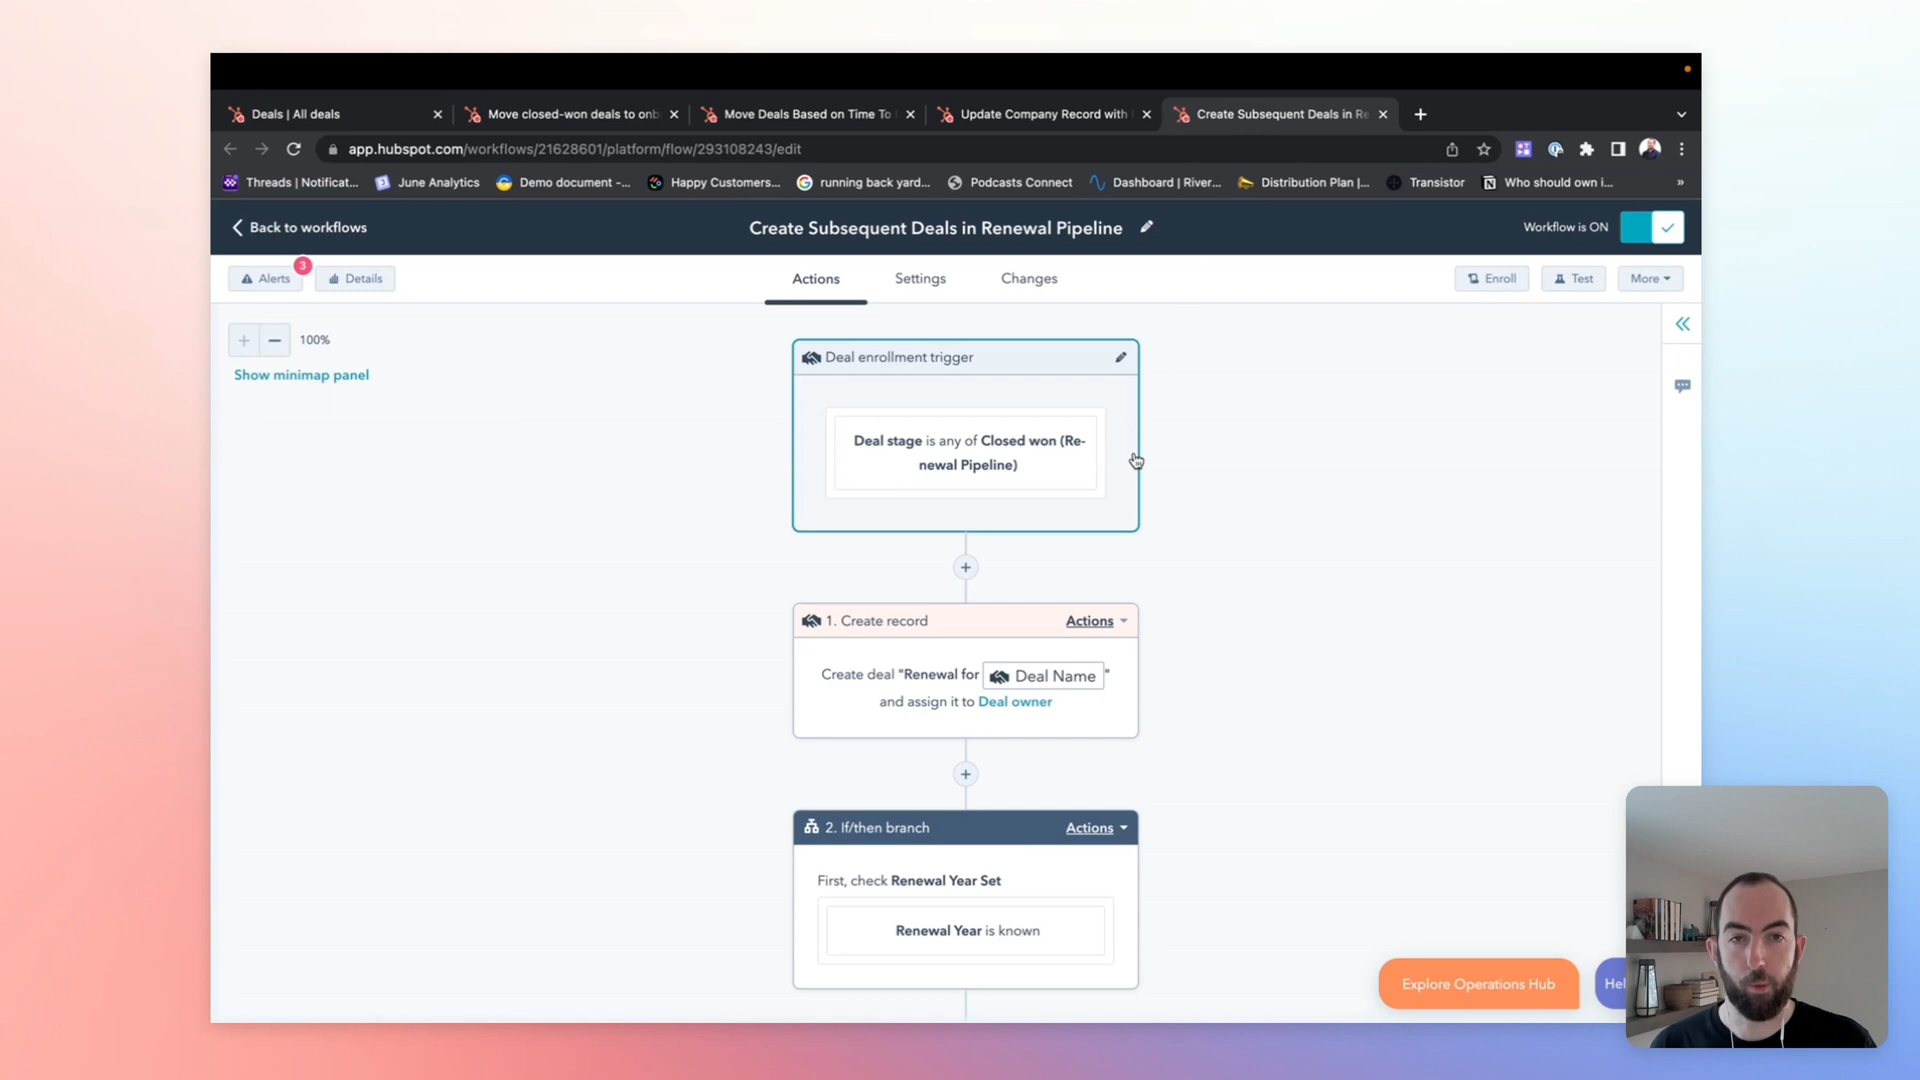 Deals | All deals
Move closed-won deals to onb
Move Deals Based on Time To
Update Company Record with
Create Subsequent Deals in Re
app.hubspot.com/workflows/21628601/platform/flow/293108243/edit
Threads | Notificat...
June Analytics
Demo document -...
Happy Customers...
running back yard...
Podcasts Connect
Dashboard | River...
Distribution Plan |...
Transistor
Who should own i...
»
Back to workflows
Create Subsequent Deals in Renewal Pipeline
Workflow is ON
Alerts
3
Details
Actions
Settings
Changes
Enroll
Test
More
100%
Show minimap panel
Deal enrollment trigger
Deal stage is any of Closed won (Re-
newal Pipeline)
1. Create record
Actions
Create deal "Renewal for Deal Name "
and assign it to Deal owner
2. If/then branch
Actions
First, check Renewal Year Set
Renewal Year is known
Explore Operations Hub
Hel